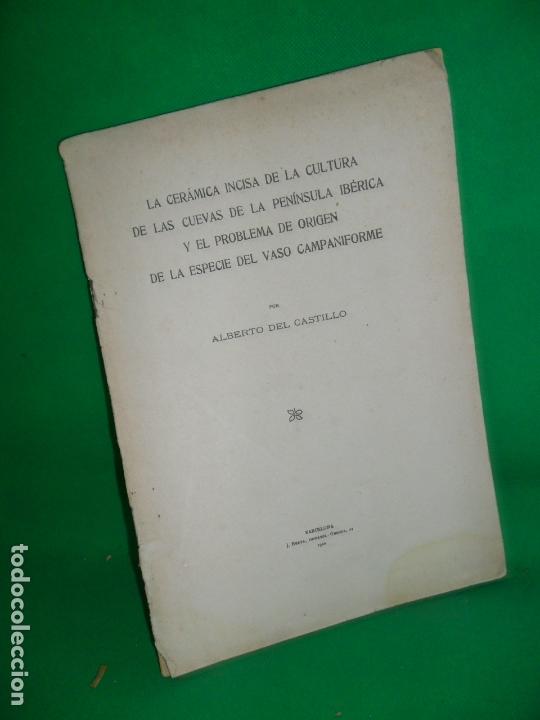 LA CERÁMICA INCISA DE LA CULTURA
DE LAS CUEVAS DE LA PENÍNSULA IBÉRICA
Y EL PROBLEMA DE ORIGEN
DE LA ESPECIE DEL VASO CAMPANIFORME
POR
ALBERTO DEL CASTILLO
BARCELONA
todocoleccion